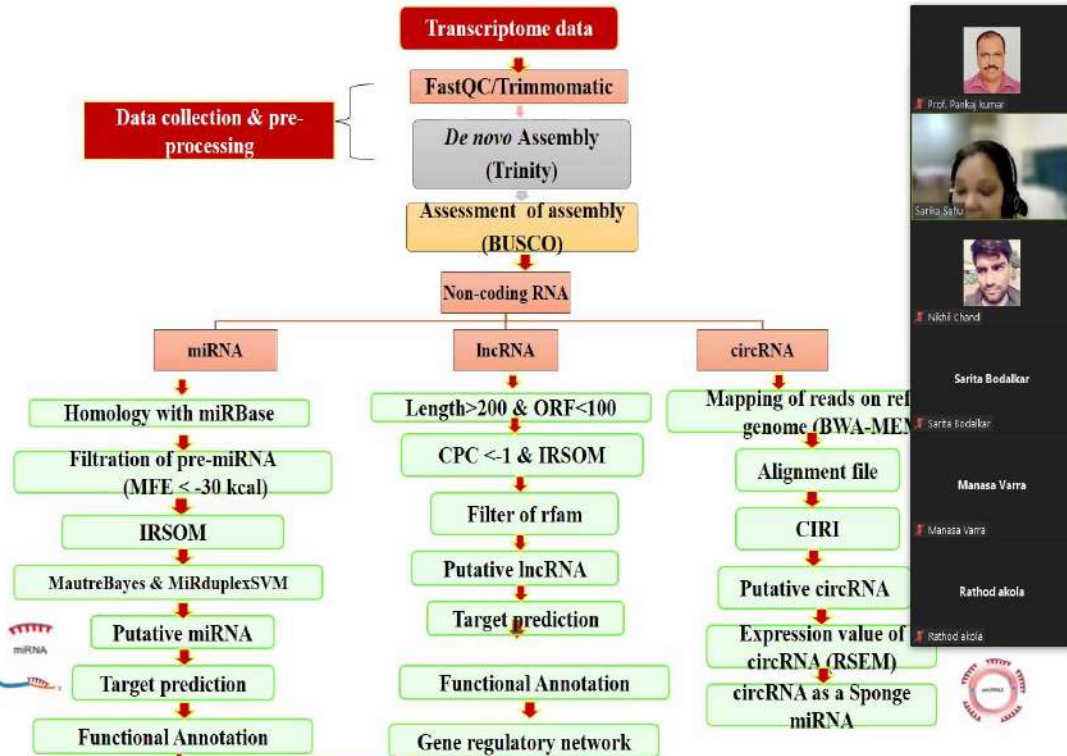 Transcriptome data
FastQC/Trimmomatic
Data collection & pre-
processing
De novo Assembly
(Trinity)
Assessment of assembly
(BUSCO)
Non-coding RNA
miRNA
Homology with miRBase
Filtration of pre-miRNA
(MFE < -30 kcal)
IRSOM
MautreBayes & MiRduplexSVM
Putative miRNA
Target prediction
Functional Annotation
lncRNA
Length>200 & ORF<100
CPC <-1 & IRSOM
Filter of rfam
Putative lncRNA
Target prediction
Functional Annotation
Gene regulatory network
circRNA
Mapping of reads on ref
genome (BWA-MEM
Alignment file
CIRI
Putative circRNA
Expression value of
circRNA (RSEM)
circRNA as a Sponge
miRNA
miRNA
circRNA
Prof. Pankaj kumar
Sarika Sahu
Nikhil Chand
Sarita Bodalkar
Sarita Bodalkar
Manasa Varra
Manasa Varra
Rathod akola
Rathod akola